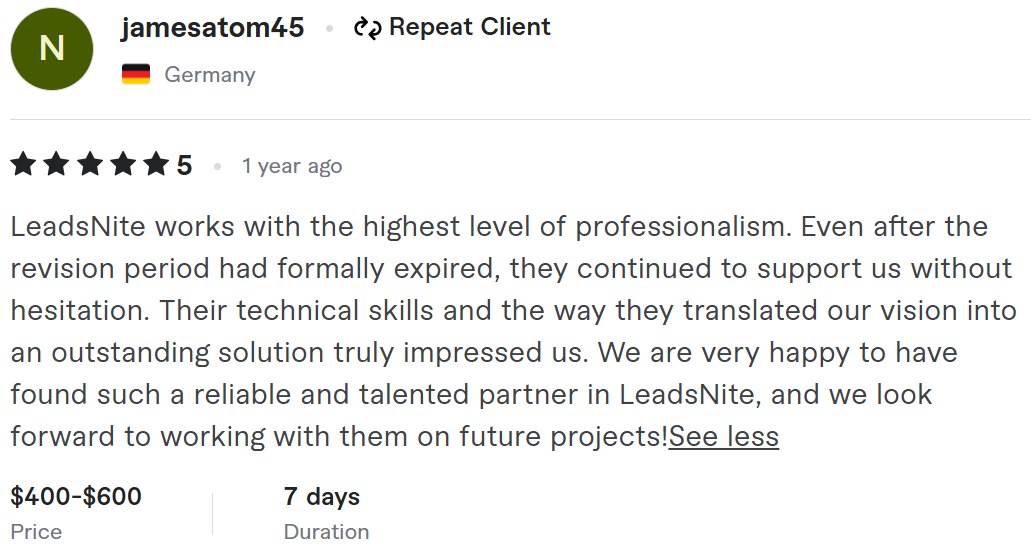 N
jamesatom45 • Repeat Client
Germany
5 • 1 year ago
LeadsNite works with the highest level of professionalism. Even after the
revision period had formally expired, they continued to support us without
hesitation. Their technical skills and the way they translated our vision into
an outstanding solution truly impressed us. We are very happy to have
found such a reliable and talented partner in LeadsNite, and we look
forward to working with them on future projects!See less
$400-$600 7 days
Price Duration